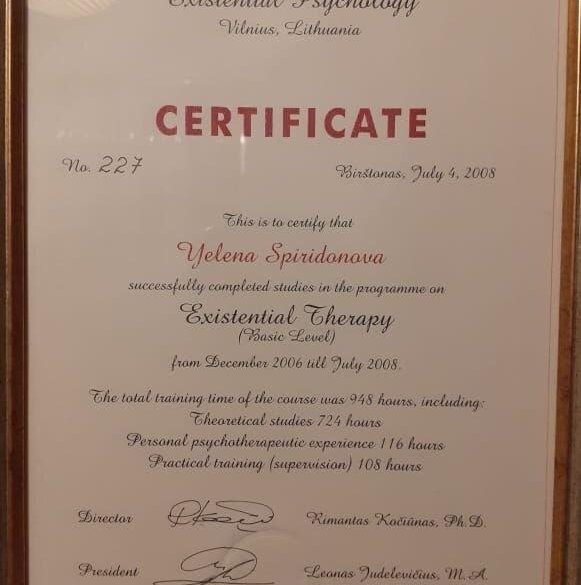 Existential Psychology
Vilnius, Lithuania
CERTIFICATE
No. 227
Birštonas, July 4, 2008
This is to certify that
Yelena Spiridonova
successfully completed studies in the programme on
Existential Therapy
(Basic Level)
from December 2006 till July 2008.
The total training time of the course was 948 hours, including:
Theoretical studies 724 hours
Personal psychotherapeutic experience 116 hours
Practical training (supervision) 108 hours
Director Rimantas Kočiūnas, Ph.D.
President Leonas Judelevičius, M.A.